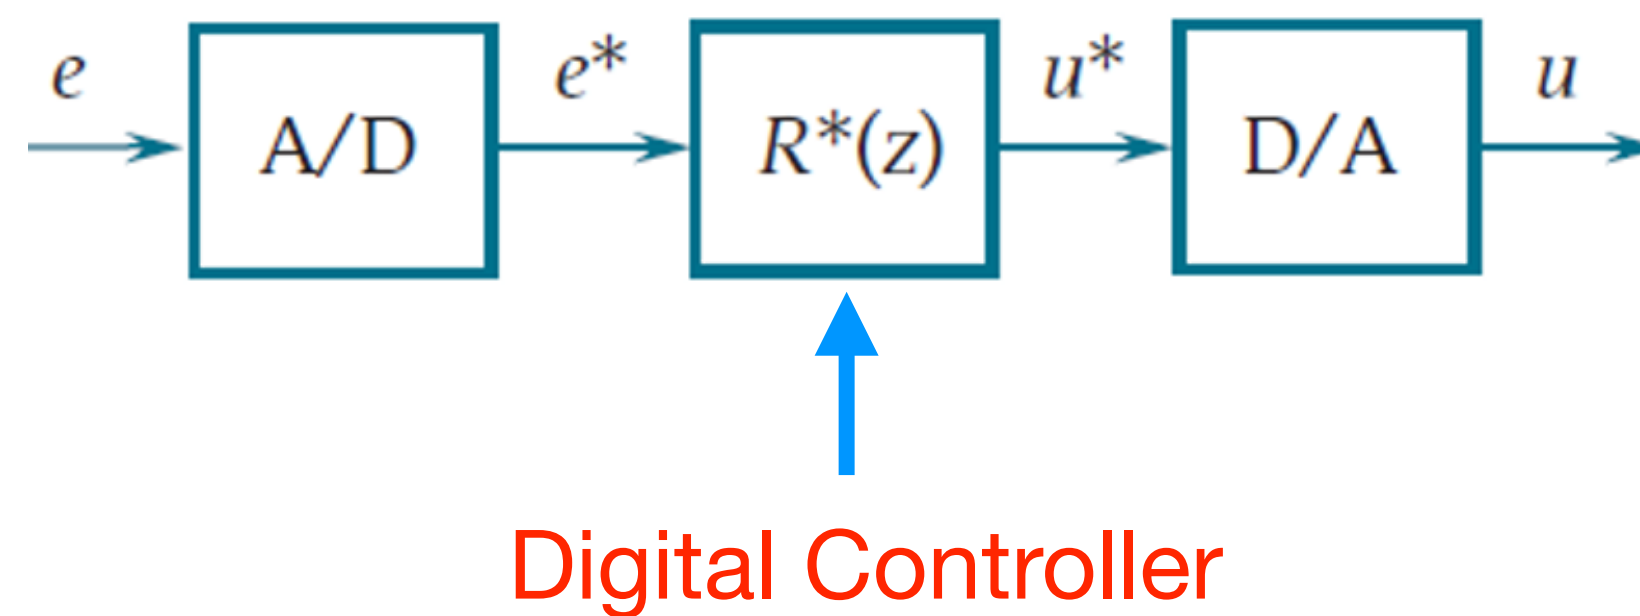 e e* u* u
A/D R*(z) D/A
Digital Controller